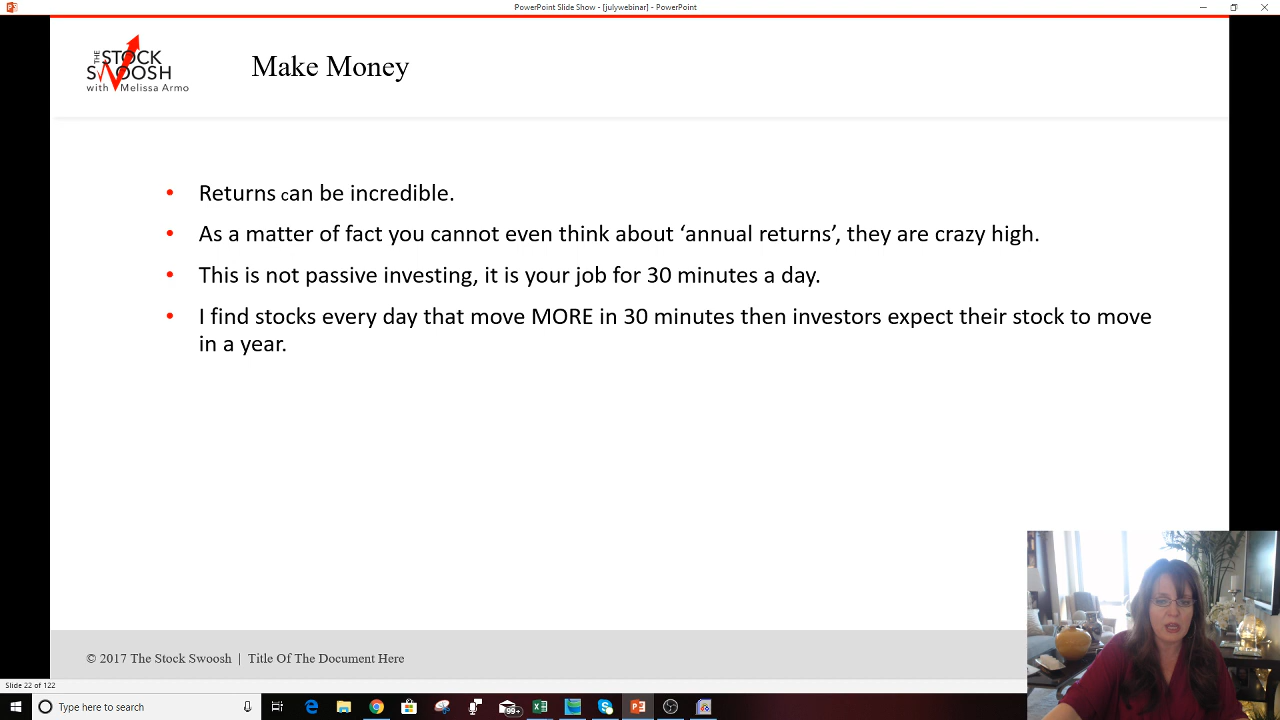 PowerPoint Slide Show - [julywebinar] - PowerPoint
THE
STOCK
SWOOSH
with Melissa Armo
Make Money
• Returns can be incredible.
• As a matter of fact you cannot even think about ‘annual returns’, they are crazy high.
• This is not passive investing, it is your job for 30 minutes a day.
• I find stocks every day that move MORE in 30 minutes then investors expect their stock to move
in a year.
© 2017 The Stock Swoosh | Title Of The Document Here
Slide 22 of 122
Type here to search
99+